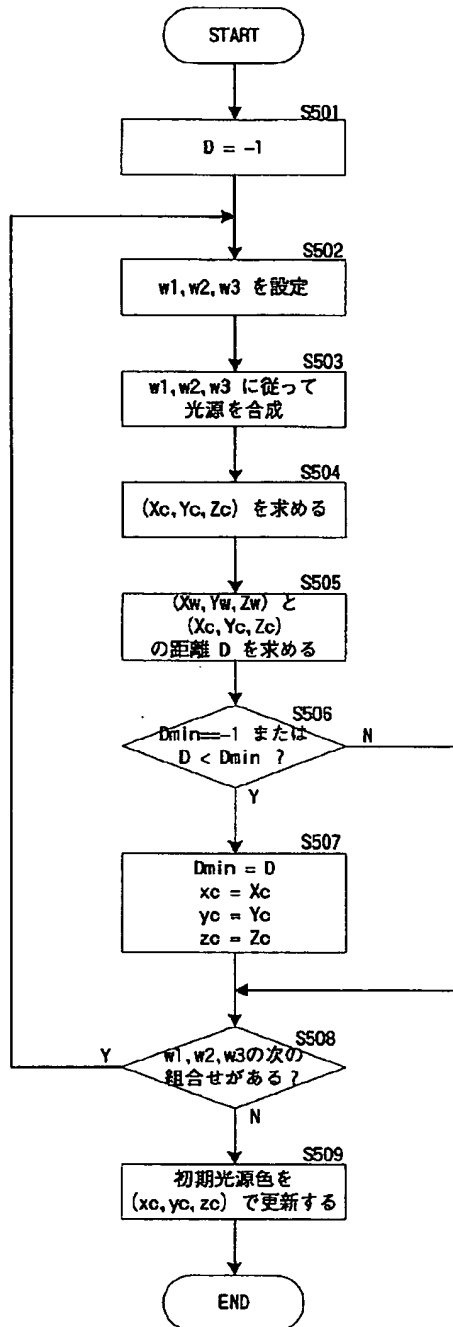 START
S501
D = -1
S502
w1,w2,w3 を設定
S503
w1,w2,w3 に従って
光源を合成
S504
(Xc,Yc,Zc) を求める
S505
(Xw,Yw,Zw) と
(Xc,Yc,Zc)
の距離 D を求める
S506
Dmin==-1 または
D < Dmin ?
N
Y
S507
Dmin = D
xc = Xc
yc = Yc
zc = Zc
S508
Y
w1,w2,w3の次の
組合せがある?
N
S509
初期光源色を
(xc,yc,zc) で更新する
END